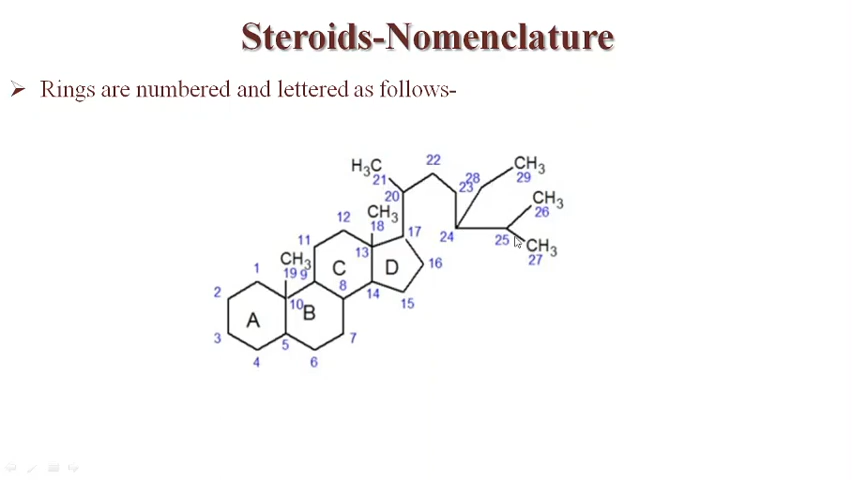 Steroids-Nomenclature
Rings are numbered and lettered as follows-
22
CH3
H3C
28
29
21
23
20
CH3
26
12
CH3
18
17
24
25
11
13
CH3
27
CH3
C
D
16
1
19
9
8
14
15
2
10
A
B
3
5
7
4
6